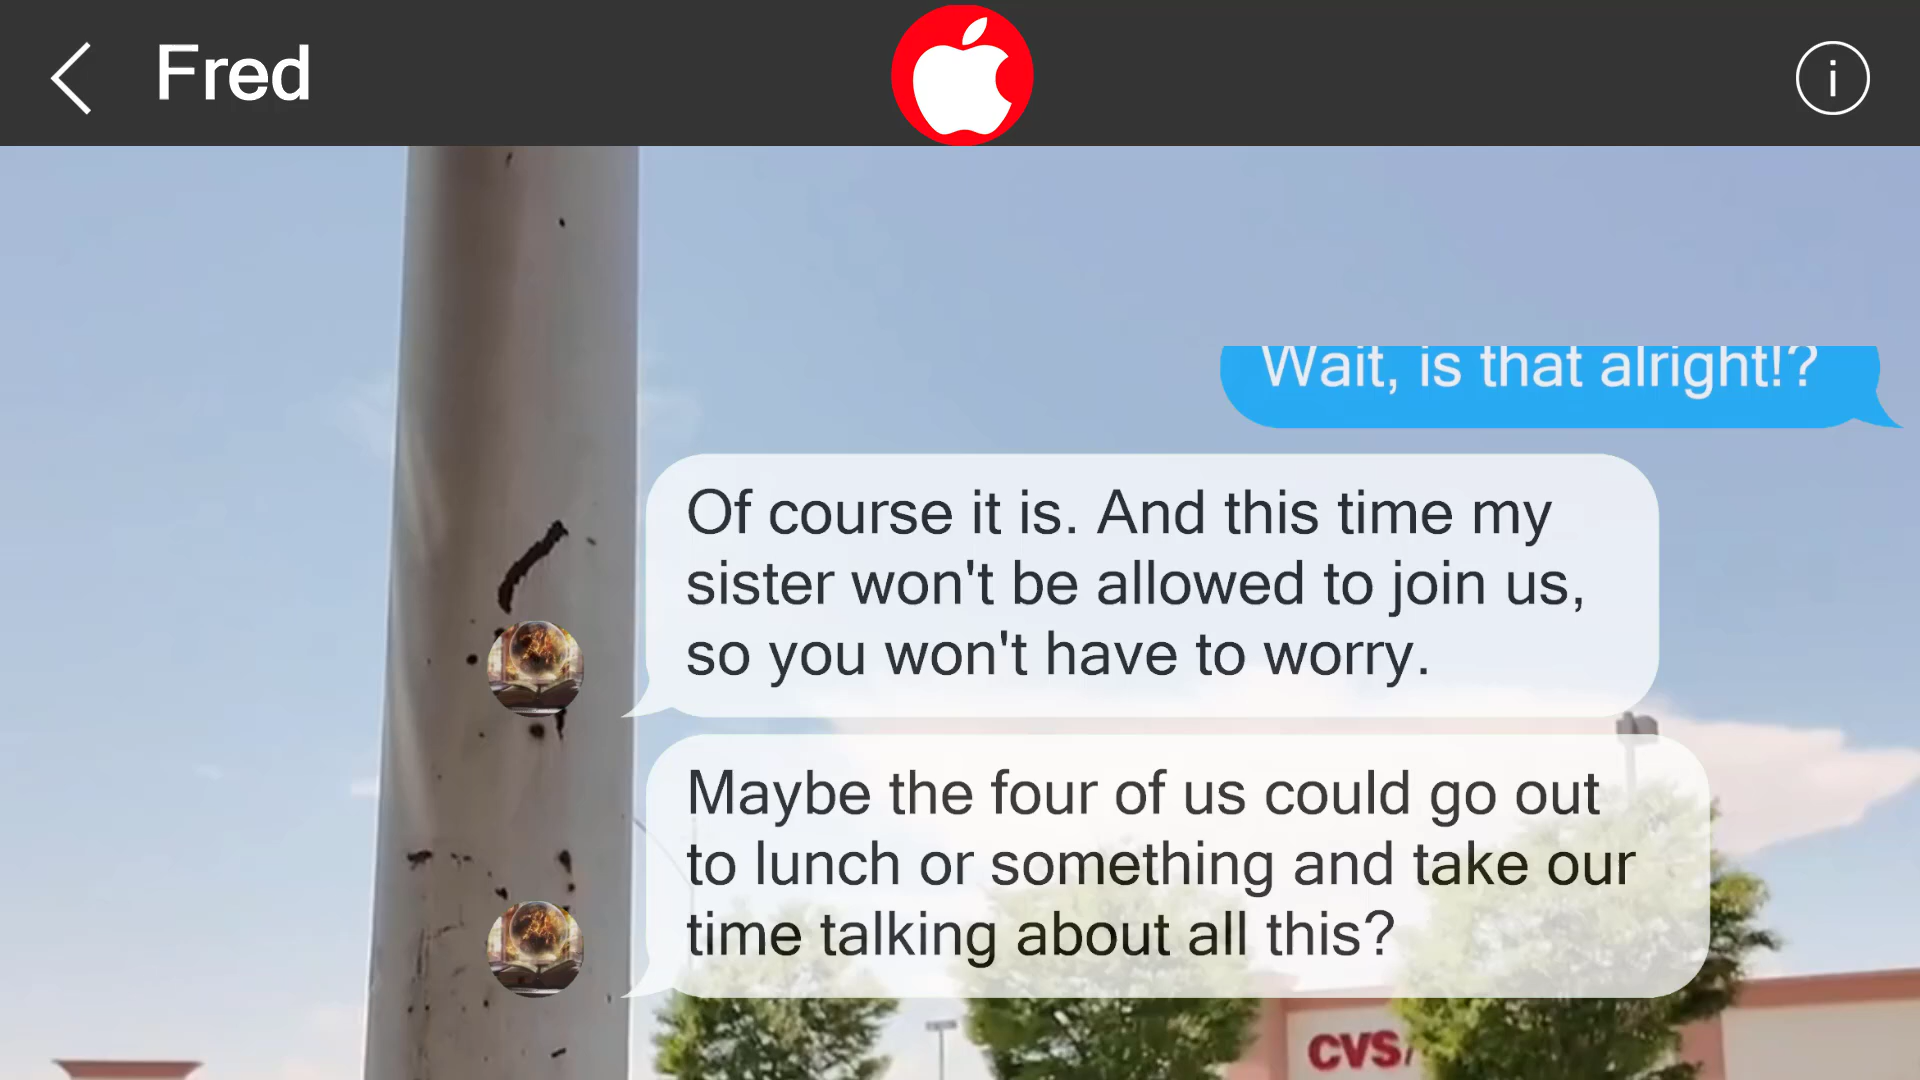 Fred
i
Wait, is that alright!?
Of course it is. And this time my
sister won't be allowed to join us,
so you won't have to worry.
Maybe the four of us could go out
to lunch or something and take our
time talking about all this?
CVS/